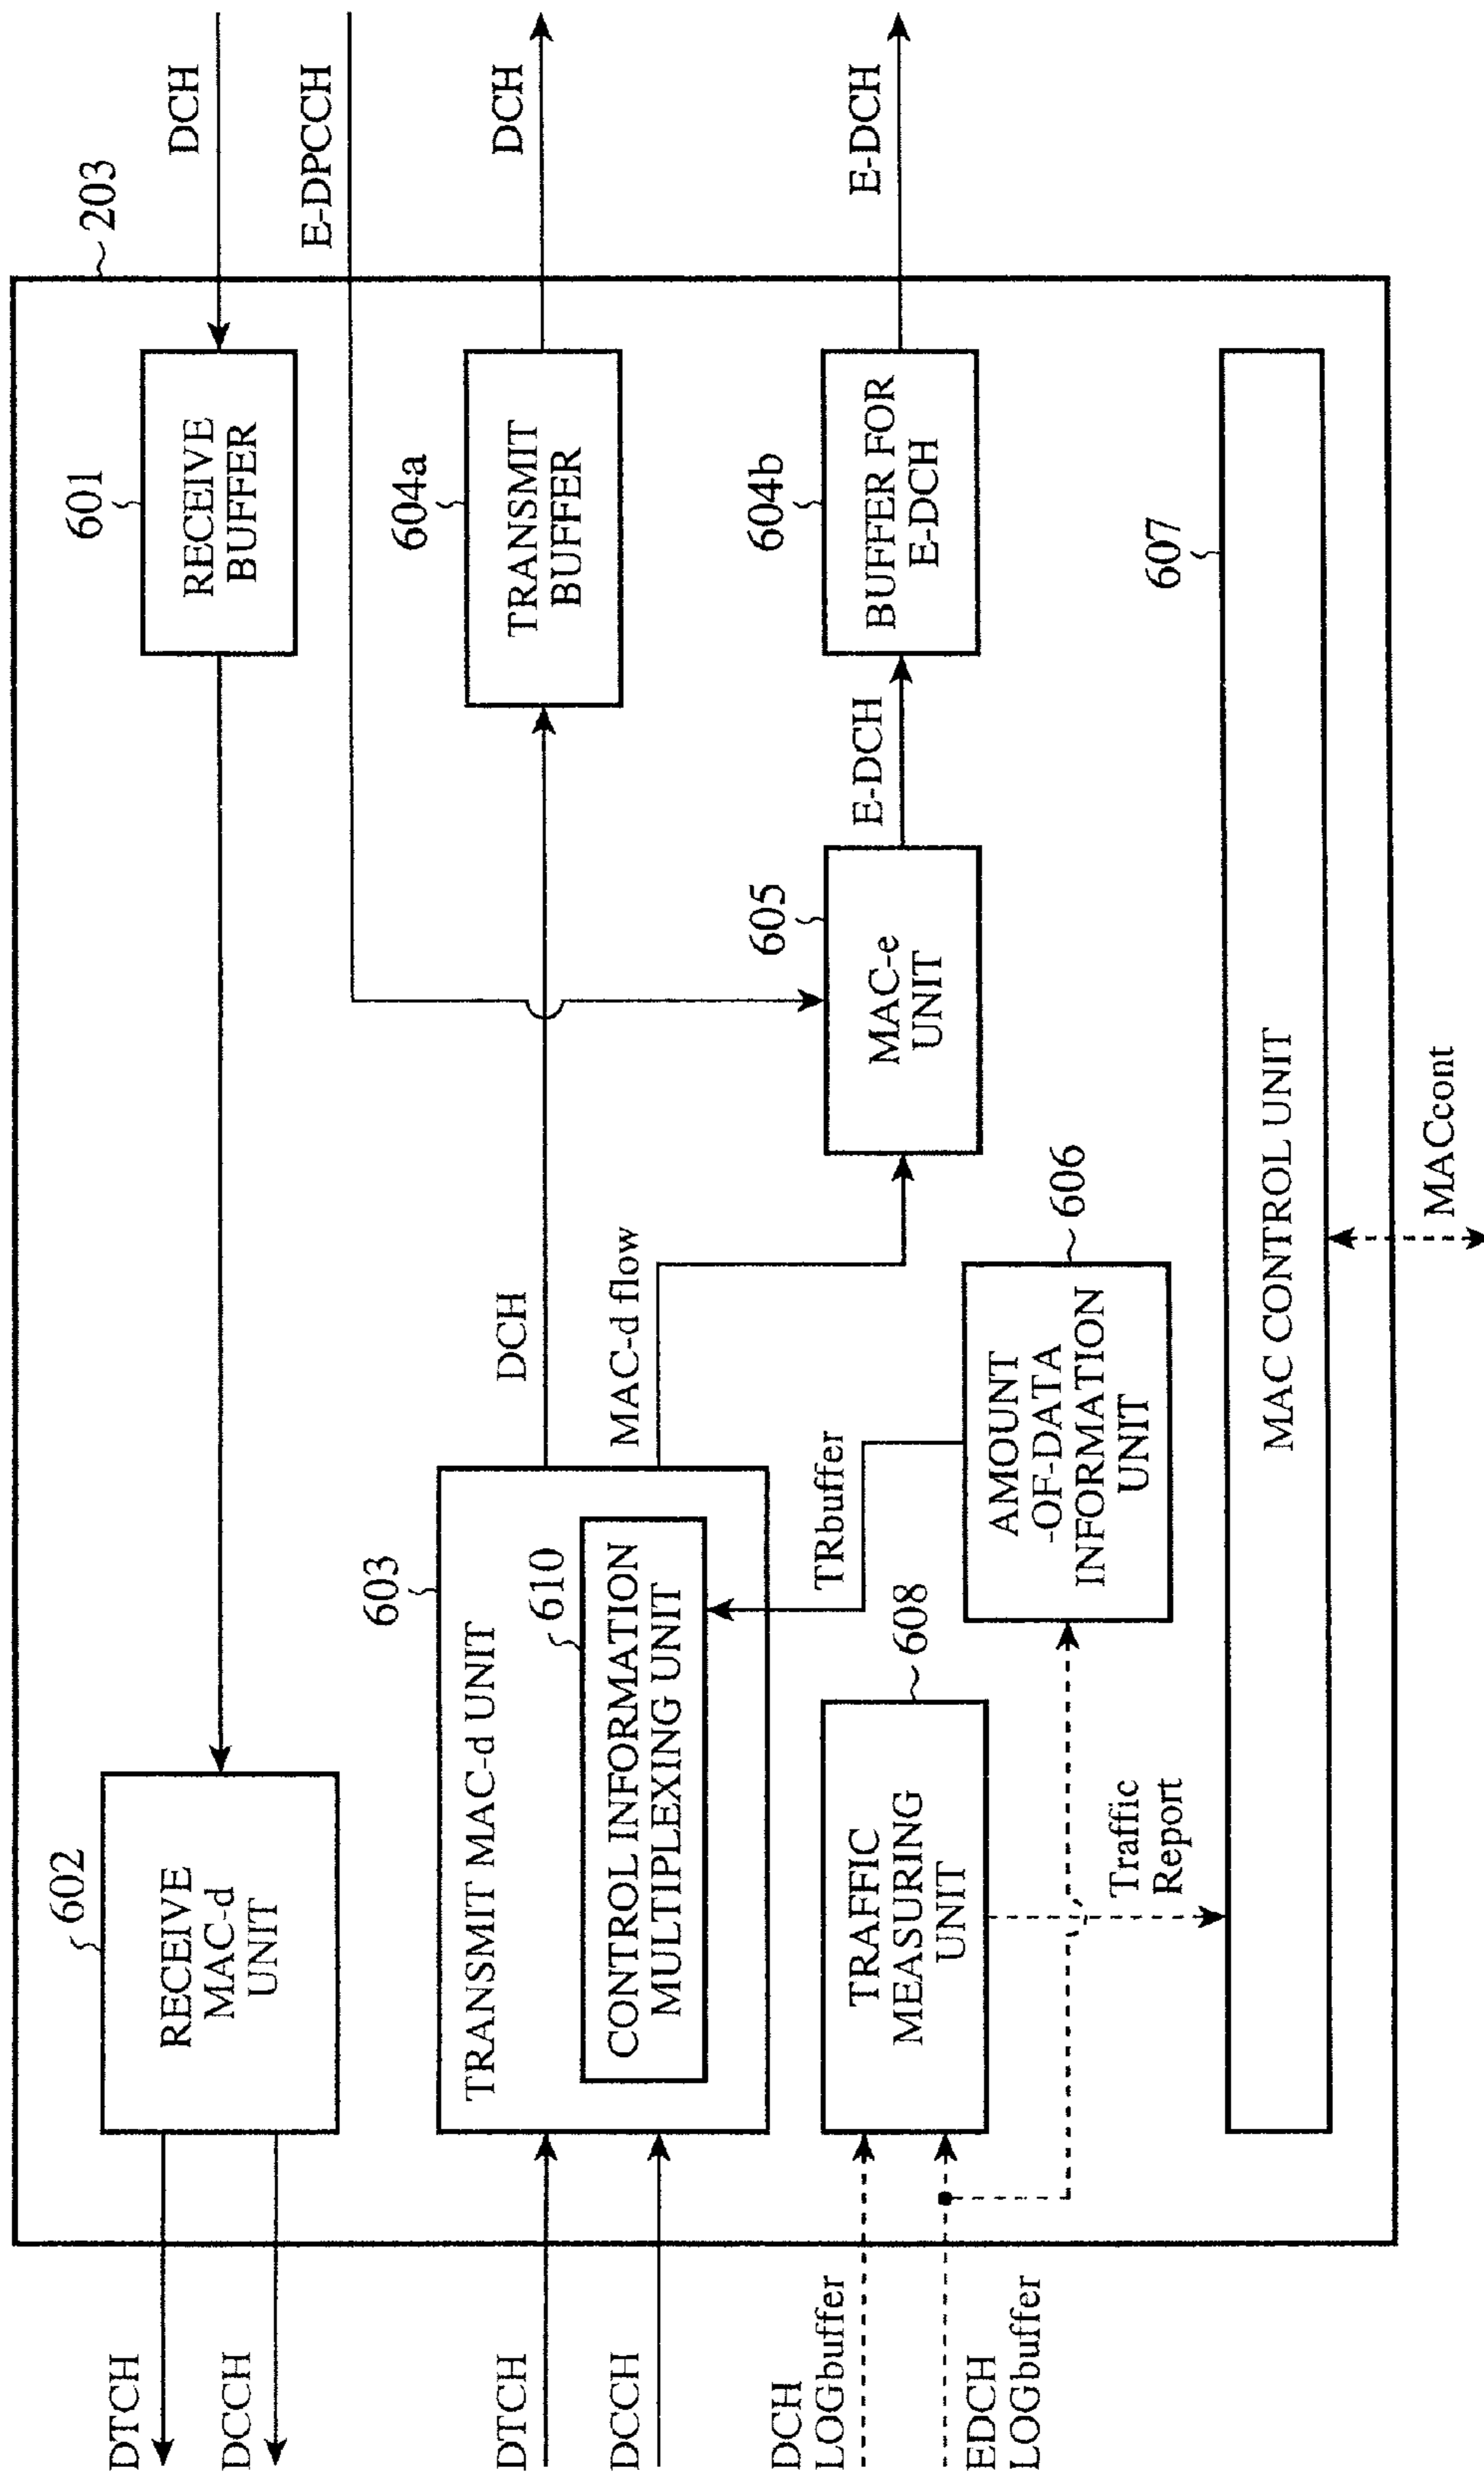 203
DCH
E-DPCCH
DCH
E-DCH
601
RECEIVE
BUFFER
604a
TRANSMIT
BUFFER
604b
BUFFER FOR
E-DCH
607
MAC CONTROL UNIT
602
RECEIVE
MAC-d
UNIT
603
TRANSMIT MAC-d UNIT
610
CONTROL INFORMATION
MULTIPLEXING UNIT
DCH
MAC-d flow
605
MAC-e
UNIT
E-DCH
TRbuffer
606
AMOUNT
-OF-DATA
INFORMATION
UNIT
608
TRAFFIC
MEASURING
UNIT
Traffic
Report
MACcont
DTCH
DCCH
DTCH
DCCH
DCH
LOGbuffer
EDCH
LOGbuffer